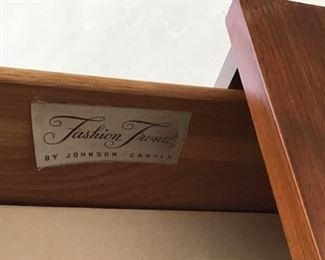 Fashion Trend
BY JOHNSON - CARPER